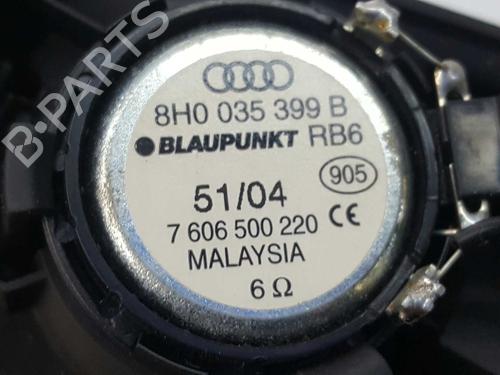 8H0 035 399 B
BLAUPUNKT RB6
51/04 905
7 606 500 220 CE
MALAYSIA
6 Ω
B-PARTS